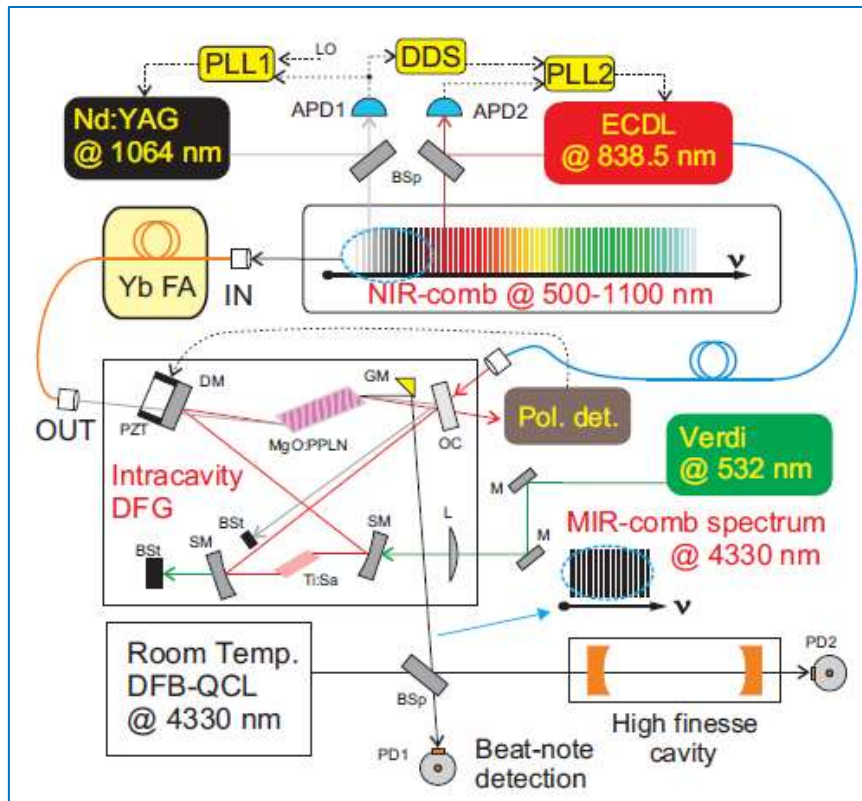 LO
PLL1
DDS
PLL2
APD1
APD2
Nd:YAG
@ 1064 nm
ECDL
@ 838.5 nm
BSp
Yb FA
IN
ν
NIR-comb @ 500-1100 nm
OUT
DM
PZT
MgO:PPLN
GM
OC
Pol. det.
Verdi
@ 532 nm
Intracavity
DFG
BSt
SM
BSt
SM
Ti:Sa
L
M
M
MIR-comb spectrum
@ 4330 nm
ν
Room Temp.
DFB-QCL
@ 4330 nm
BSp
PD2
High finesse
cavity
PD1
Beat-note
detection